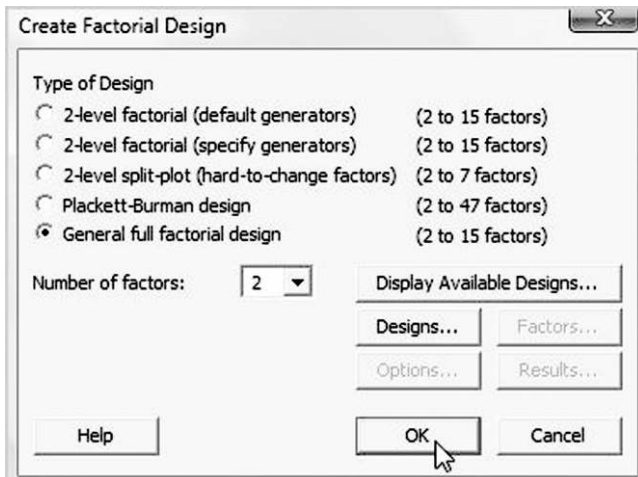 Create Factorial Design
Type of Design
2-level factorial (default generators) (2 to 15 factors)
2-level factorial (specify generators) (2 to 15 factors)
2-level split-plot (hard-to-change factors) (2 to 7 factors)
Plackett-Burman design (2 to 47 factors)
General full factorial design (2 to 15 factors)
Number of factors: 2 Display Available Designs...
Designs... Factors...
Options... Results...
Help OK Cancel